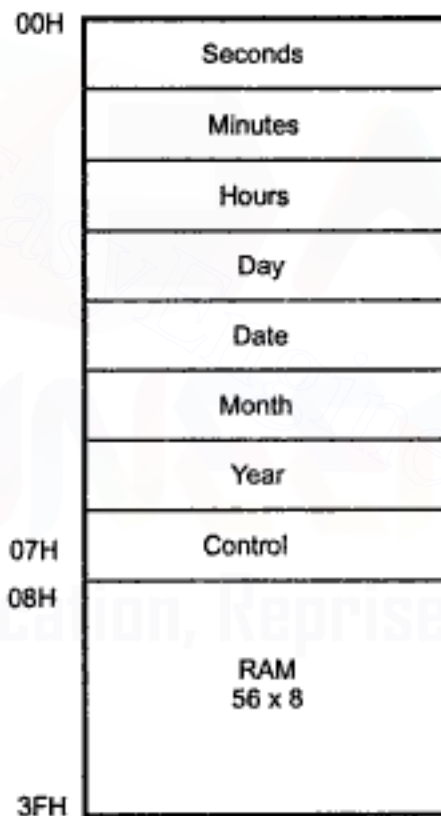 00H
Seconds
Minutes
Hours
Day
Date
Month
Year
07H Control
08H
RAM
56 x 8
3FH